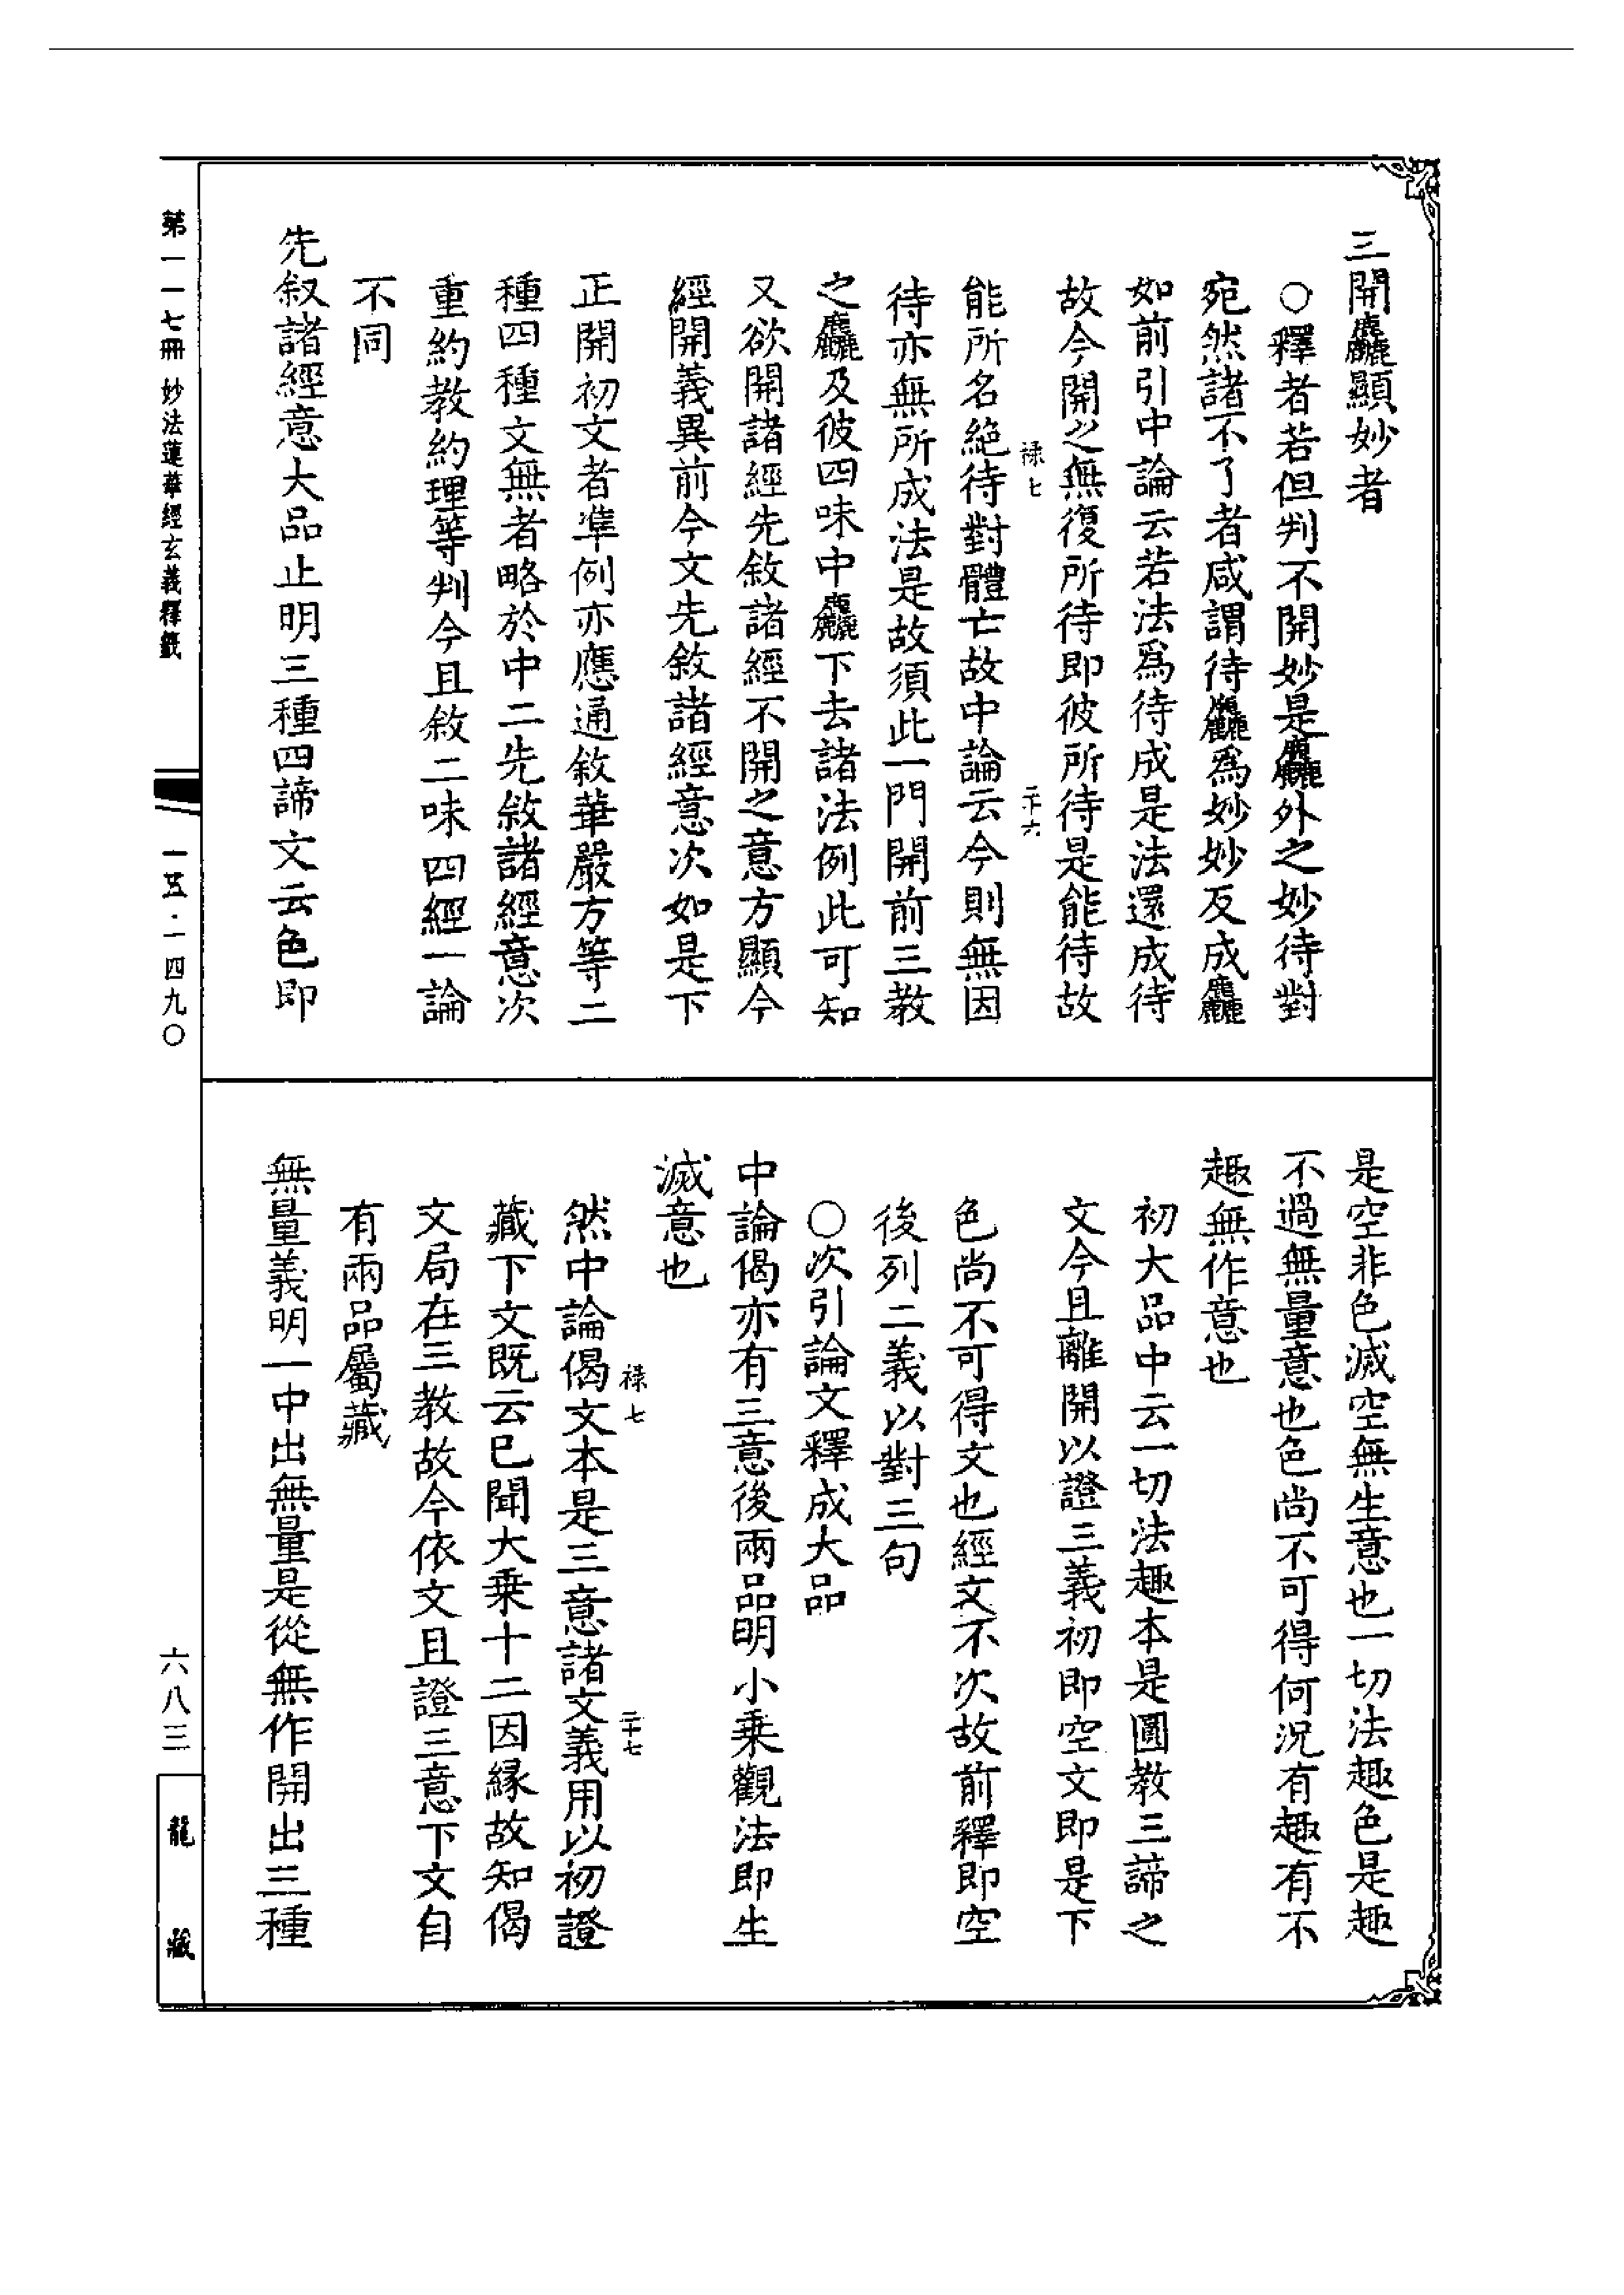 三開麤顯妙者
○釋者若但判不開妙是麤外之妙待對
宛然諸不了者咸謂待麤為妙妙反成麤
如前引中論云若法為待成是法還成待
故今開之無復所待即彼所待是能待故
祿七
二十六
能所名絕待對體亡故中論云今則無因
待亦無所成法是故須此一門開前三教
之麤及彼四味中麤下去諸法例此可知
又欲開諸經先敘諸經不開之意方顯今
經開義異前今文先敘諸經意次如是下
正開初文者準例亦應通敘華嚴方等二
種四種文無者略於中二先敘諸經意次
重約教約理等判今且敘二味四經一論
不同
先敘諸經意大品止明三種四諦文云色即
是空非色滅空無生意也一切法趣色是趣
不過無量意也色尚不可得何況有趣有不
趣無作意也
初大品中云一切法趣本是圓教三諦之
文今且離開以證三義初即空文即是下
色尚不可得文也經文不次故前釋即空
後列二義以對三句
○次引論文釋成大品
中論偈亦有三意後兩品明小乘觀法即生
滅意也
祿七
二十七
然中論偈文本是三意諸文義用以初證
藏下文既云已聞大乘十二因緣故知偈
文局在三教故今依文且證三意下文自
有兩品屬藏
無量義明一中出無量是從無作開出三種
第一一七冊 妙法蓮華經玄義釋籤
一五·一四九○
六八三
龍藏